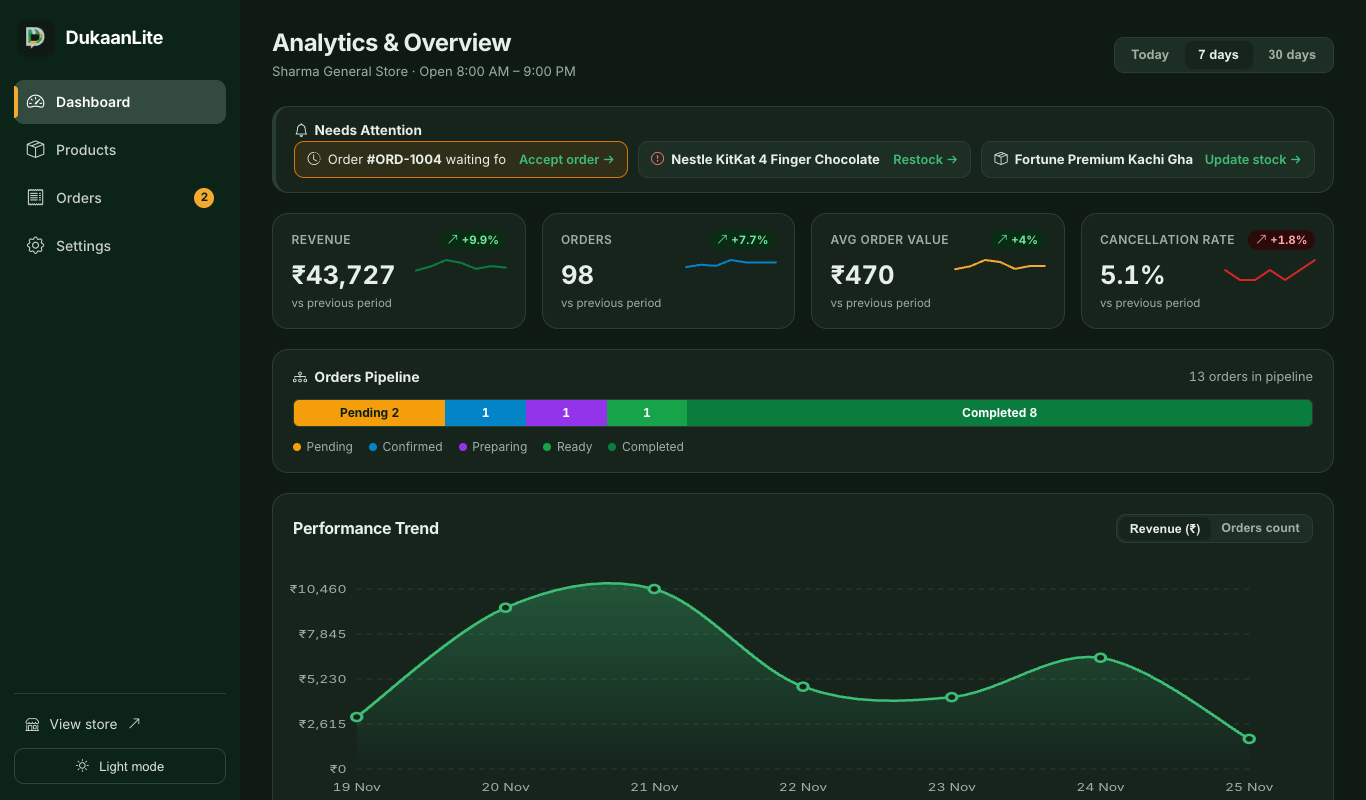 DukaanLite
Dashboard
Products
Orders 2
Settings
View store
Light mode
Analytics & Overview
Sharma General Store · Open 8:00 AM – 9:00 PM
Today 7 days 30 days
Needs Attention
Order #ORD-1004 waiting fo Accept order →
Nestle KitKat 4 Finger Chocolate Restock →
Fortune Premium Kachi Gha Update stock →
REVENUE ↗ +9.9%
₹43,727
vs previous period
ORDERS ↗ +7.7%
98
vs previous period
AVG ORDER VALUE ↗ +4%
₹470
vs previous period
CANCELLATION RATE ↗ +1.8%
5.1%
vs previous period
Orders Pipeline 13 orders in pipeline
Pending 2 1 1 1 Completed 8
Pending Confirmed Preparing Ready Completed
Performance Trend Revenue (₹) Orders count
₹10,460
₹7,845
₹5,230
₹2,615
₹0
19 Nov 20 Nov 21 Nov 22 Nov 23 Nov 24 Nov 25 Nov